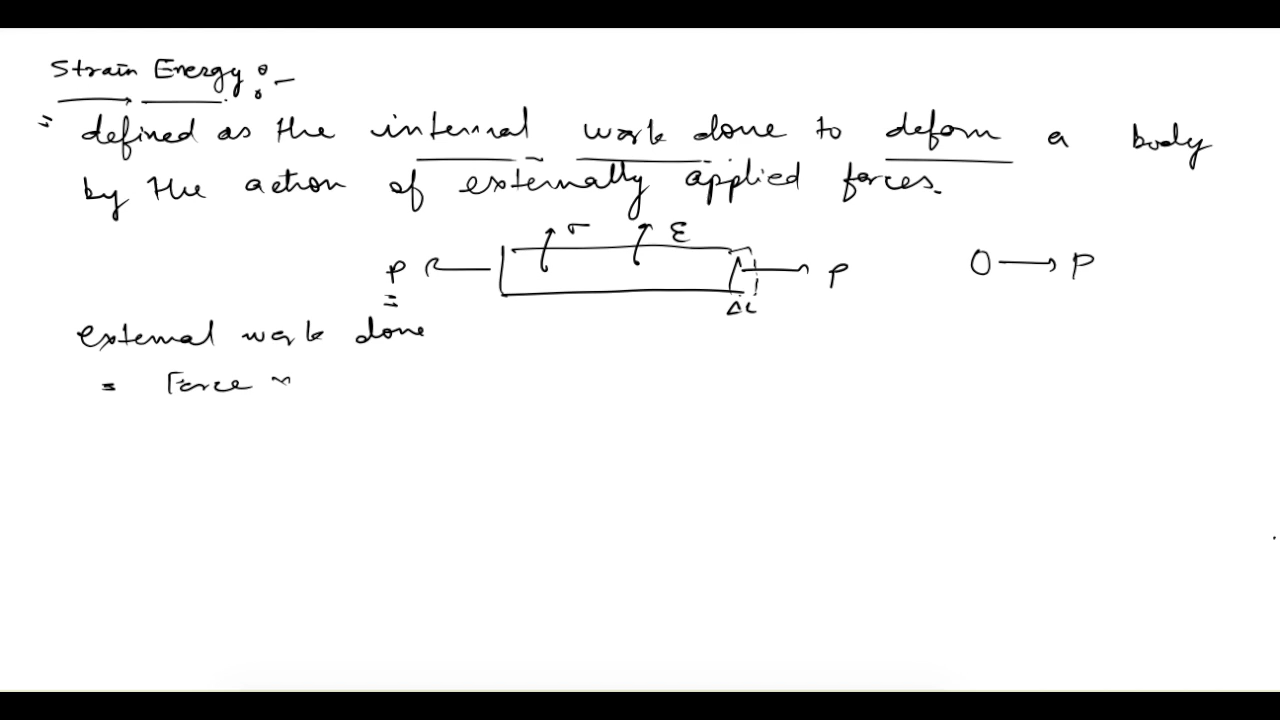 Strain Energy :-
= defined as the internal work done to deform a body
by the action of externally applied forces.
σ ε
P P 0 → P
ΔL
external work done
= Force ×